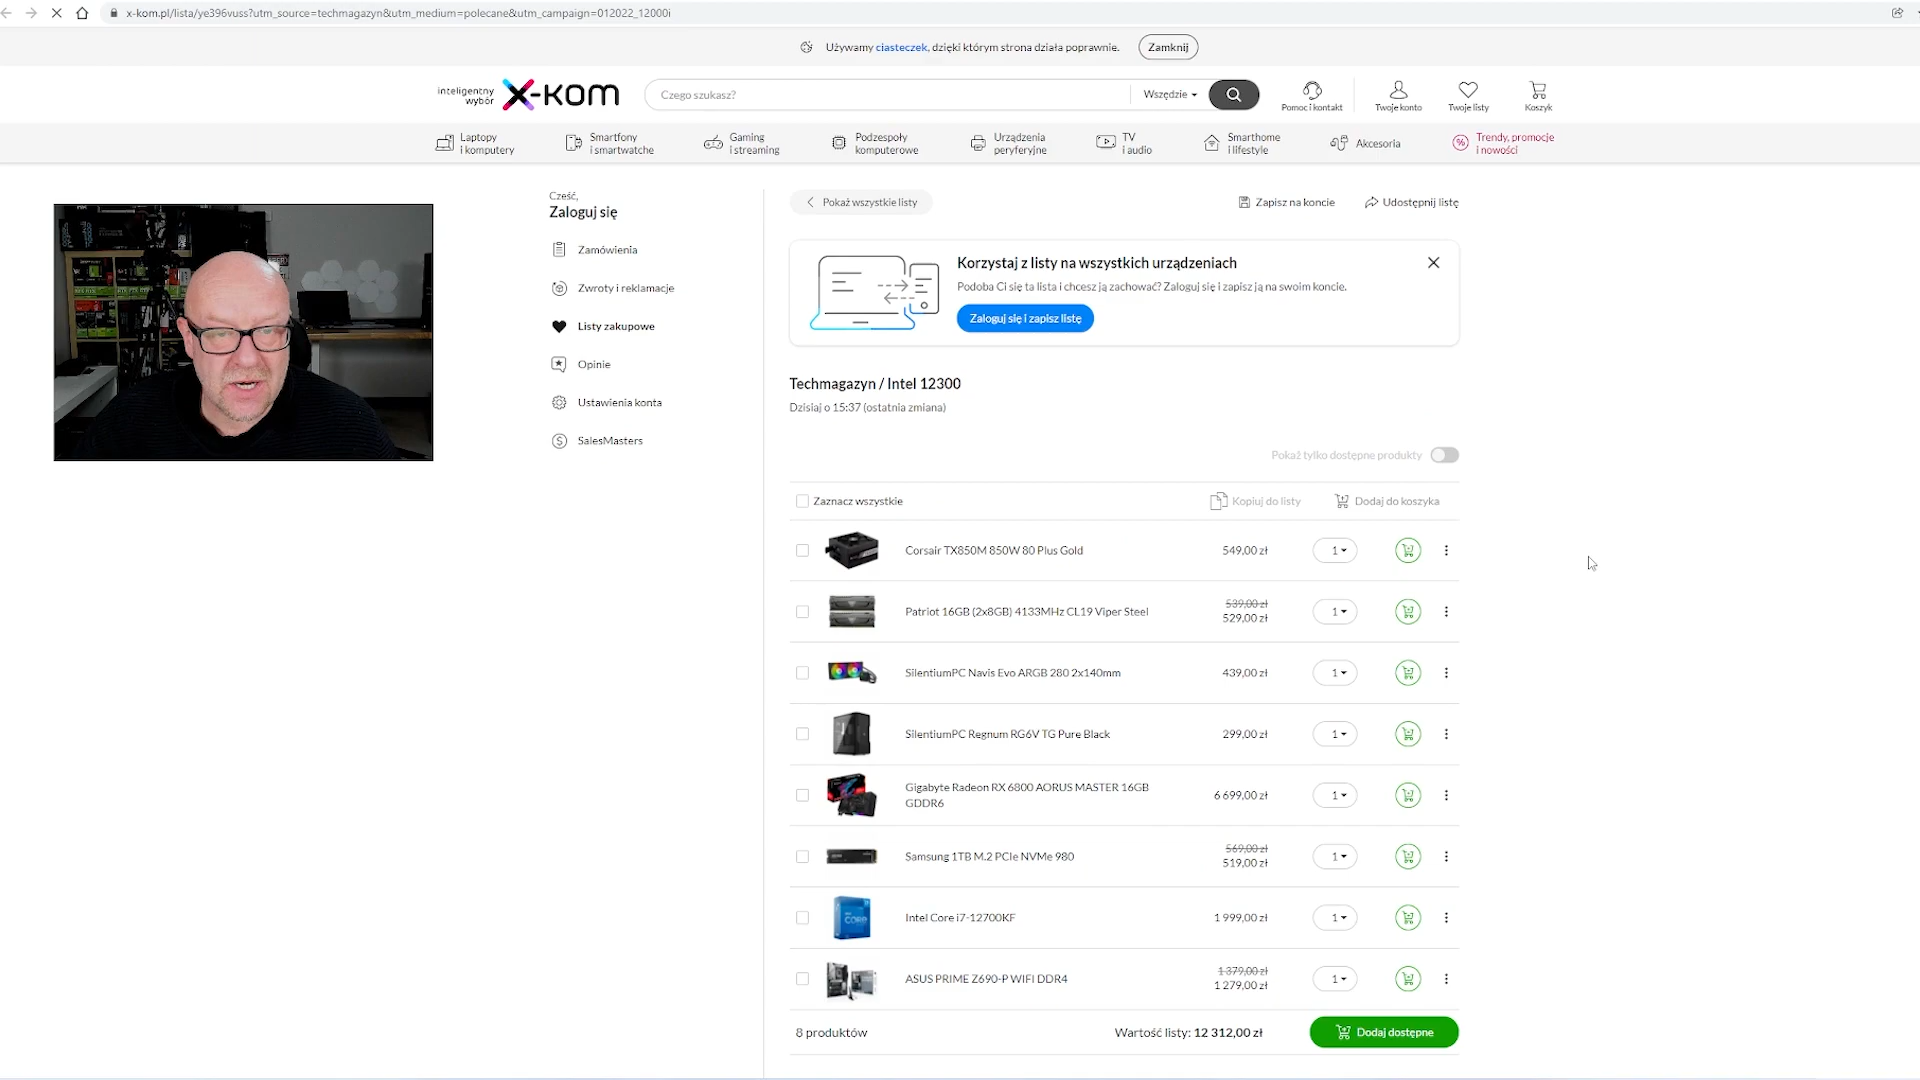 x-kom.pl/lista/ye396vuss?utm_source=techmagazyn&utm_medium=polecane&utm_campaign=012022_12000i
Używamy ciasteczek, dzięki którym strona działa poprawnie.
Zamknij
inteligentny
wybór
x-kom
Czego szukasz?
Wszędzie
Pomoc i kontakt
Twoje konto
Twoje listy
Koszyk
Laptopy
i komputery
Smartfony
i smartwatche
Gaming
i streaming
Podzespoły
komputerowe
Urządzenia
peryferyjne
TV
i audio
Smarthome
i lifestyle
Akcesoria
Trendy, promocje
i nowości
Cześć,
Zaloguj się
Zamówienia
Zwroty i reklamacje
Listy zakupowe
Opinie
Ustawienia konta
SalesMasters
Pokaż wszystkie listy
Zapisz na koncie
Udostępnij listę
Korzystaj z listy na wszystkich urządzeniach
Podoba Ci się ta lista i chcesz ją zachować? Zaloguj się i zapisz ją na swoim koncie.
Zaloguj się i zapisz listę
Techmagazyn / Intel 12300
Dzisiaj o 15:37 (ostatnia zmiana)
Pokaż tylko dostępne produkty
Zaznacz wszystkie
Kopiuj do listy
Dodaj do koszyka
Corsair TX850M 850W 80 Plus Gold
549,00 zł
1
Patriot 16GB (2x8GB) 4133MHz CL19 Viper Steel
539,00 zł
529,00 zł
1
SilentiumPC Navis Evo ARGB 280 2x140mm
439,00 zł
1
SilentiumPC Regnum RG6V TG Pure Black
299,00 zł
1
Gigabyte Radeon RX 6800 AORUS MASTER 16GB
GDDR6
6 699,00 zł
1
Samsung 1TB M.2 PCIe NVMe 980
569,00 zł
519,00 zł
1
Intel Core i7-12700KF
1 999,00 zł
1
ASUS PRIME Z690-P WIFI DDR4
1 379,00 zł
1 279,00 zł
1
8 produktów
Wartość listy: 12 312,00 zł
Dodaj dostępne